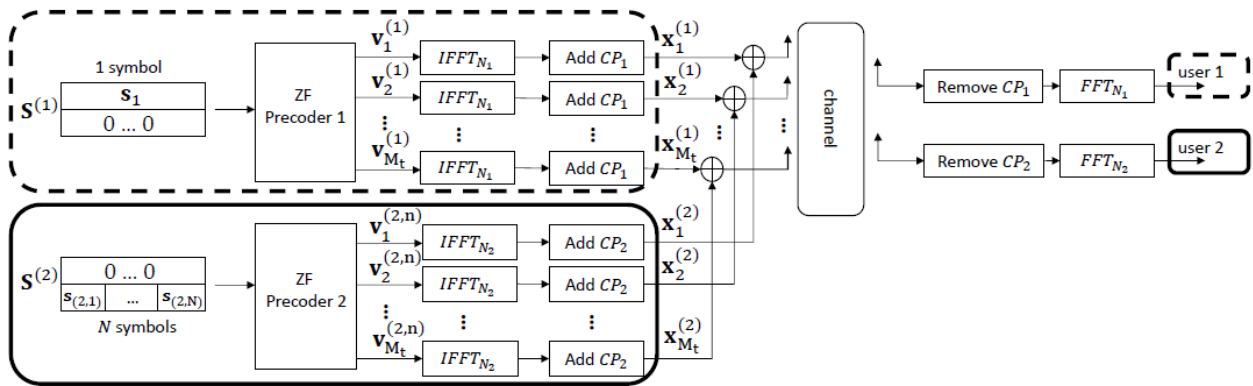 1 symbol
S^(1)
s_1
0 ... 0
ZF
Precoder 1
v_1^(1)
IFFT_{N_1}
Add CP_1
x_1^(1)
v_2^(1)
IFFT_{N_1}
Add CP_1
x_2^(1)
⋮ ⋮ ⋮ ⋮
v_{M_t}^(1)
IFFT_{N_1}
Add CP_1
x_{M_t}^(1)
channel
Remove CP_1
FFT_{N_1}
user 1
Remove CP_2
FFT_{N_2}
user 2
S^(2)
0 ... 0
s_(2,1) ... s_(2,N)
N symbols
ZF
Precoder 2
v_1^(2,n)
IFFT_{N_2}
Add CP_2
x_1^(2)
v_2^(2,n)
IFFT_{N_2}
Add CP_2
x_2^(2)
⋮ ⋮ ⋮ ⋮
v_{M_t}^(2,n)
IFFT_{N_2}
Add CP_2
x_{M_t}^(2)